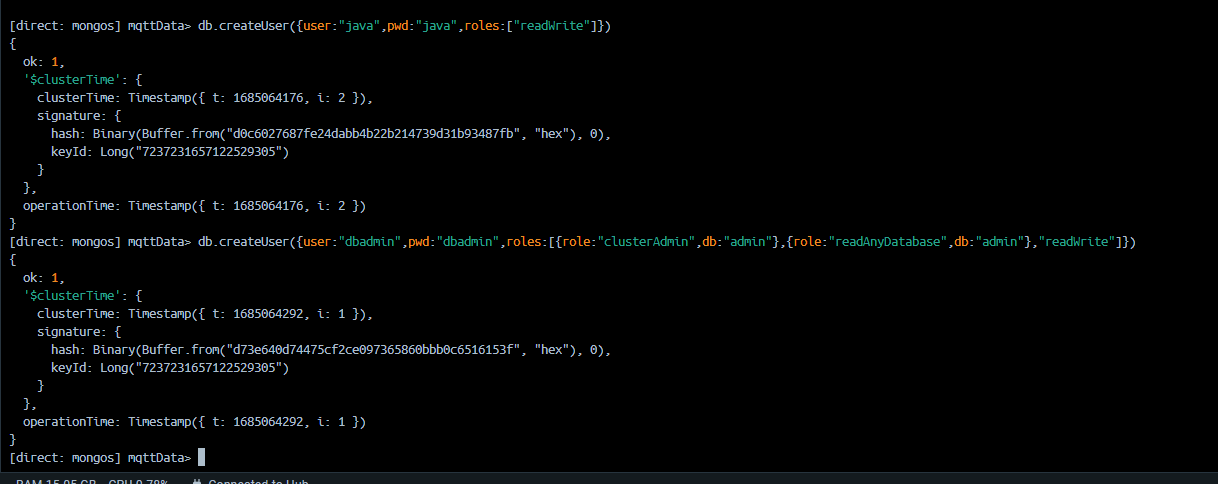 [direct: mongos] mqttData> db.createUser({user:"java",pwd:"java",roles:["readWrite"]})
{
  ok: 1,
  '$clusterTime': {
    clusterTime: Timestamp({ t: 1685064176, i: 2 }),
    signature: {
      hash: Binary(Buffer.from("d0c6027687fe24dabb4b22b214739d31b93487fb", "hex"), 0),
      keyId: Long("7237231657122529305")
    }
  },
  operationTime: Timestamp({ t: 1685064176, i: 2 })
}
[direct: mongos] mqttData> db.createUser({user:"dbadmin",pwd:"dbadmin",roles:[{role:"clusterAdmin",db:"admin"},{role:"readAnyDatabase",db:"admin"},"readWrite"]})
{
  ok: 1,
  '$clusterTime': {
    clusterTime: Timestamp({ t: 1685064292, i: 1 }),
    signature: {
      hash: Binary(Buffer.from("d73e640d74475cf2ce097365860bbb0c6516153f", "hex"), 0),
      keyId: Long("7237231657122529305")
    }
  },
  operationTime: Timestamp({ t: 1685064292, i: 1 })
}
[direct: mongos] mqttData>
RAM 15.95 GB CPU 0.78% Connected to Hub